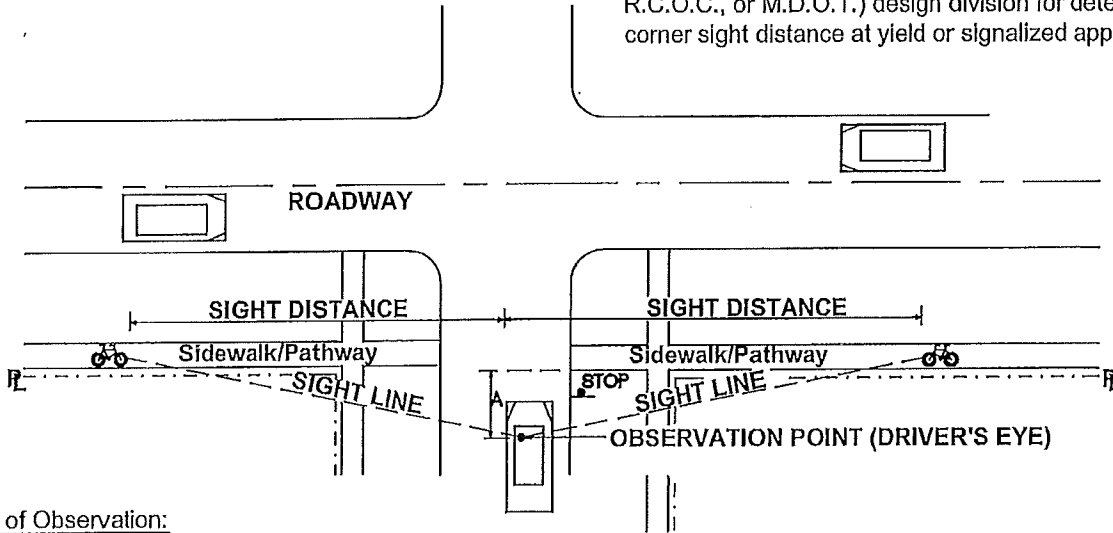 R.C.O.C., or M.D.O.T.) design division for dete
corner sight distance at yield or signalized app
ROADWAY
SIGHT DISTANCE SIGHT DISTANCE
Sidewalk/Pathway Sidewalk/Pathway
SIGHT LINE A STOP SIGHT LINE
OBSERVATION POINT (DRIVER'S EYE)
of Observation: